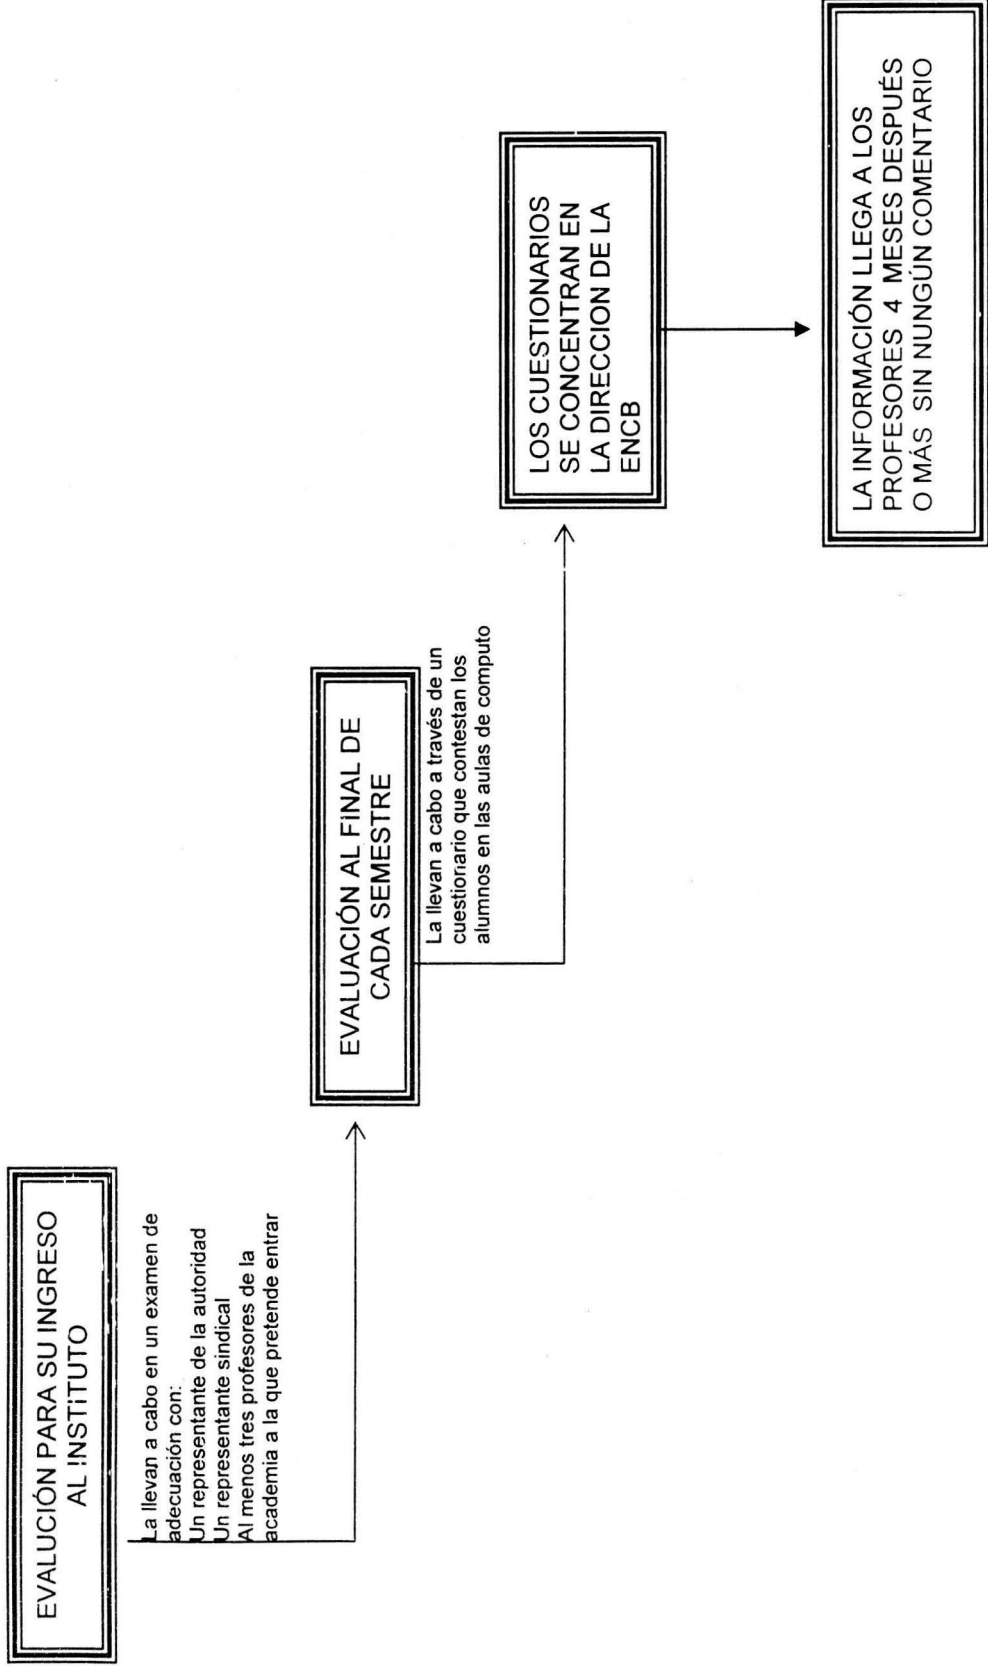 EVALUCIÓN PARA SU INGRESO
AL INSTITUTO
La llevan a cabo en un examen de
adecuación con:
Un representante de la autoridad
Un representante sindical
Al menos tres profesores de la
academia a la que pretende entrar
EVALUACIÓN AL FINAL DE
CADA SEMESTRE
La llevan a cabo a través de un
cuestionario que contestan los
alumnos en las aulas de computo
LOS CUESTIONARIOS
SE CONCENTRAN EN
LA DIRECCION DE LA
ENCB
LA INFORMACIÓN LLEGA A LOS
PROFESORES 4 MESES DESPUÉS
O MÁS SIN NUNGÚN COMENTARIO